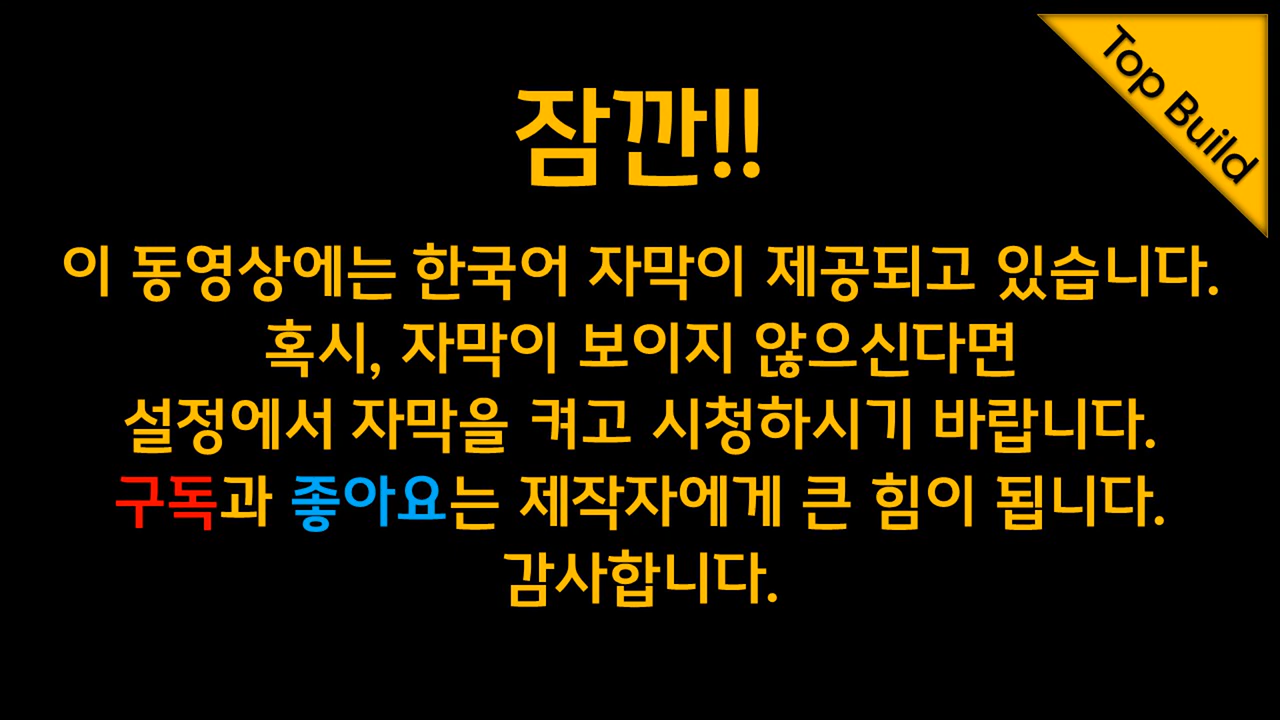 Top Build
잠깐!!
이 동영상에는 한국어 자막이 제공되고 있습니다.
혹시, 자막이 보이지 않으신다면
설정에서 자막을 켜고 시청하시기 바랍니다.
구독과 좋아요는 제작자에게 큰 힘이 됩니다.
감사합니다.